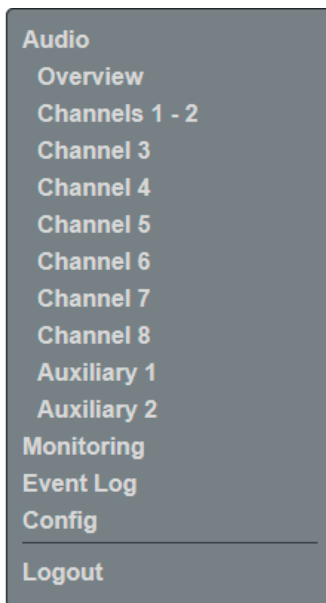 Audio
Overview
Channels 1 - 2
Channel 3
Channel 4
Channel 5
Channel 6
Channel 7
Channel 8
Auxiliary 1
Auxiliary 2
Monitoring
Event Log
Config
Logout